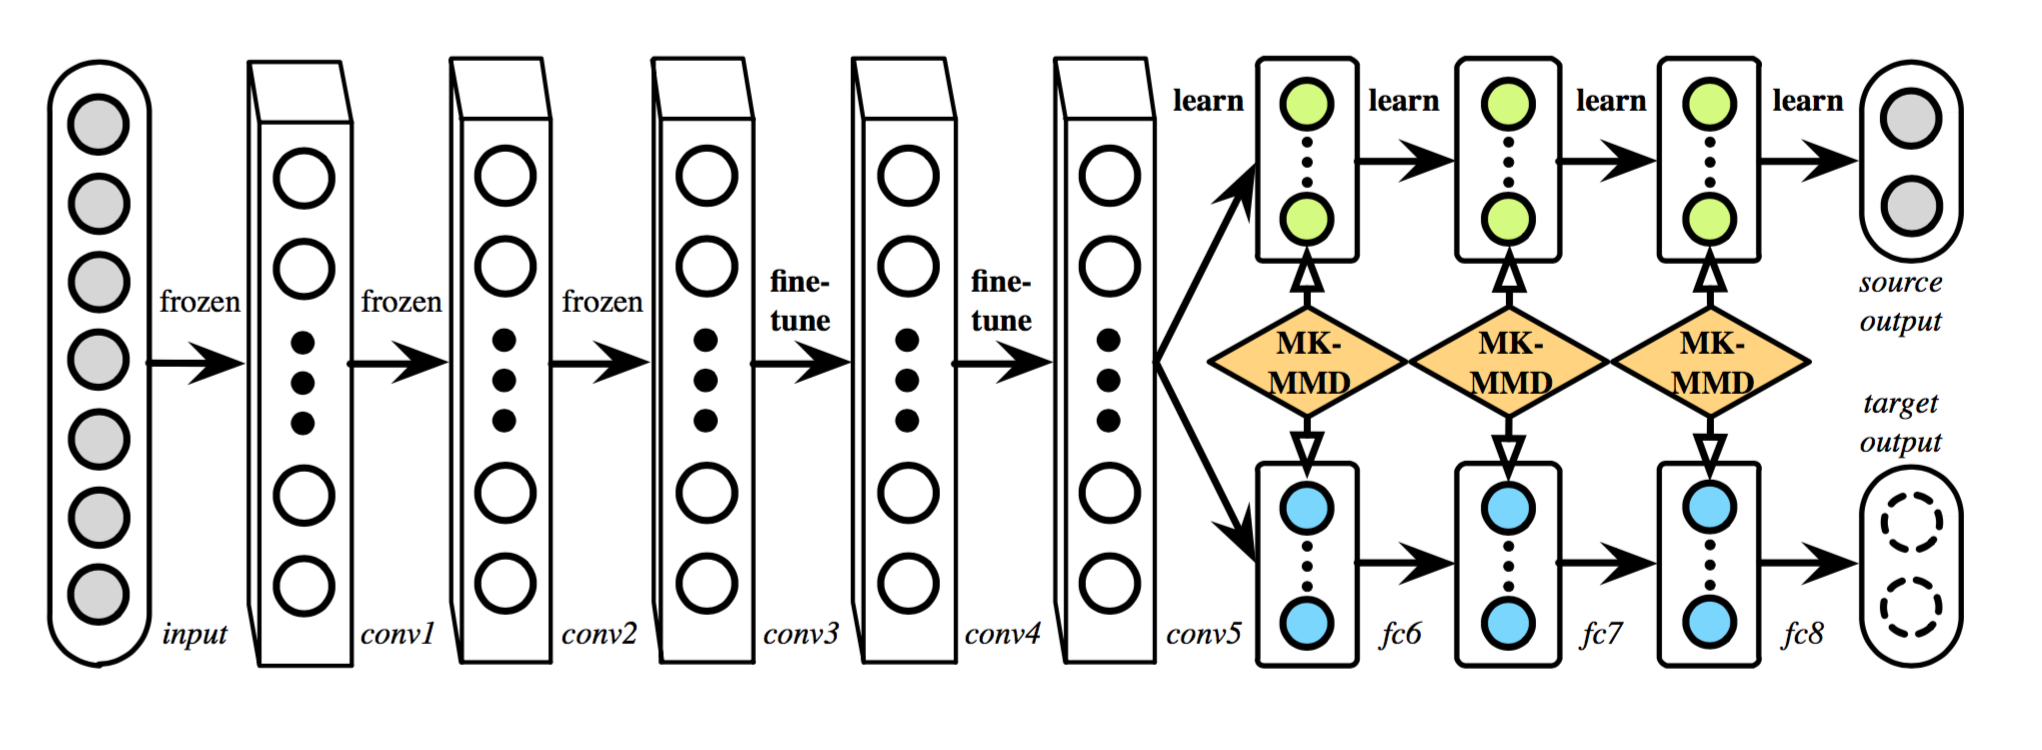 learn
learn
learn
learn
frozen
frozen
frozen
fine-
tune
fine-
tune
MK-
MMD
MK-
MMD
MK-
MMD
source
output
target
output
input
conv1
conv2
conv3
conv4
conv5
fc6
fc7
fc8